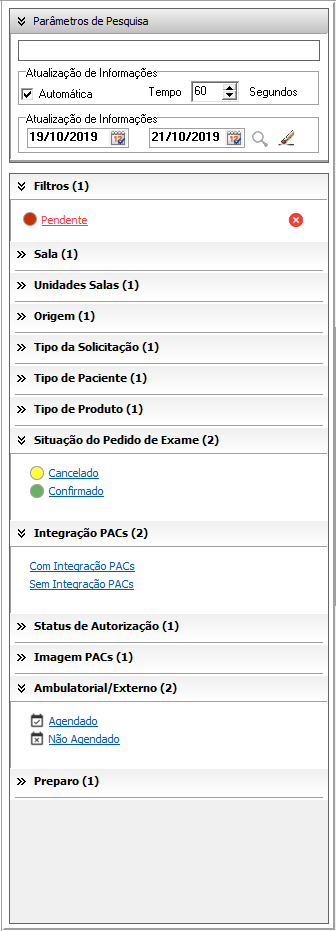 Parâmetros de Pesquisa
Atualização de Informações
Automática Tempo 60 Segundos
Atualização de Informações
19/10/2019 21/10/2019
Filtros (1)
Pendente
Sala (1)
Unidades Salas (1)
Origem (1)
Tipo da Solicitação (1)
Tipo de Paciente (1)
Tipo de Produto (1)
Situação do Pedido de Exame (2)
Cancelado
Confirmado
Integração PACs (2)
Com Integração PACs
Sem Integração PACs
Status de Autorização (1)
Imagem PACs (1)
Ambulatorial/Externo (2)
Agendado
Não Agendado
Preparo (1)